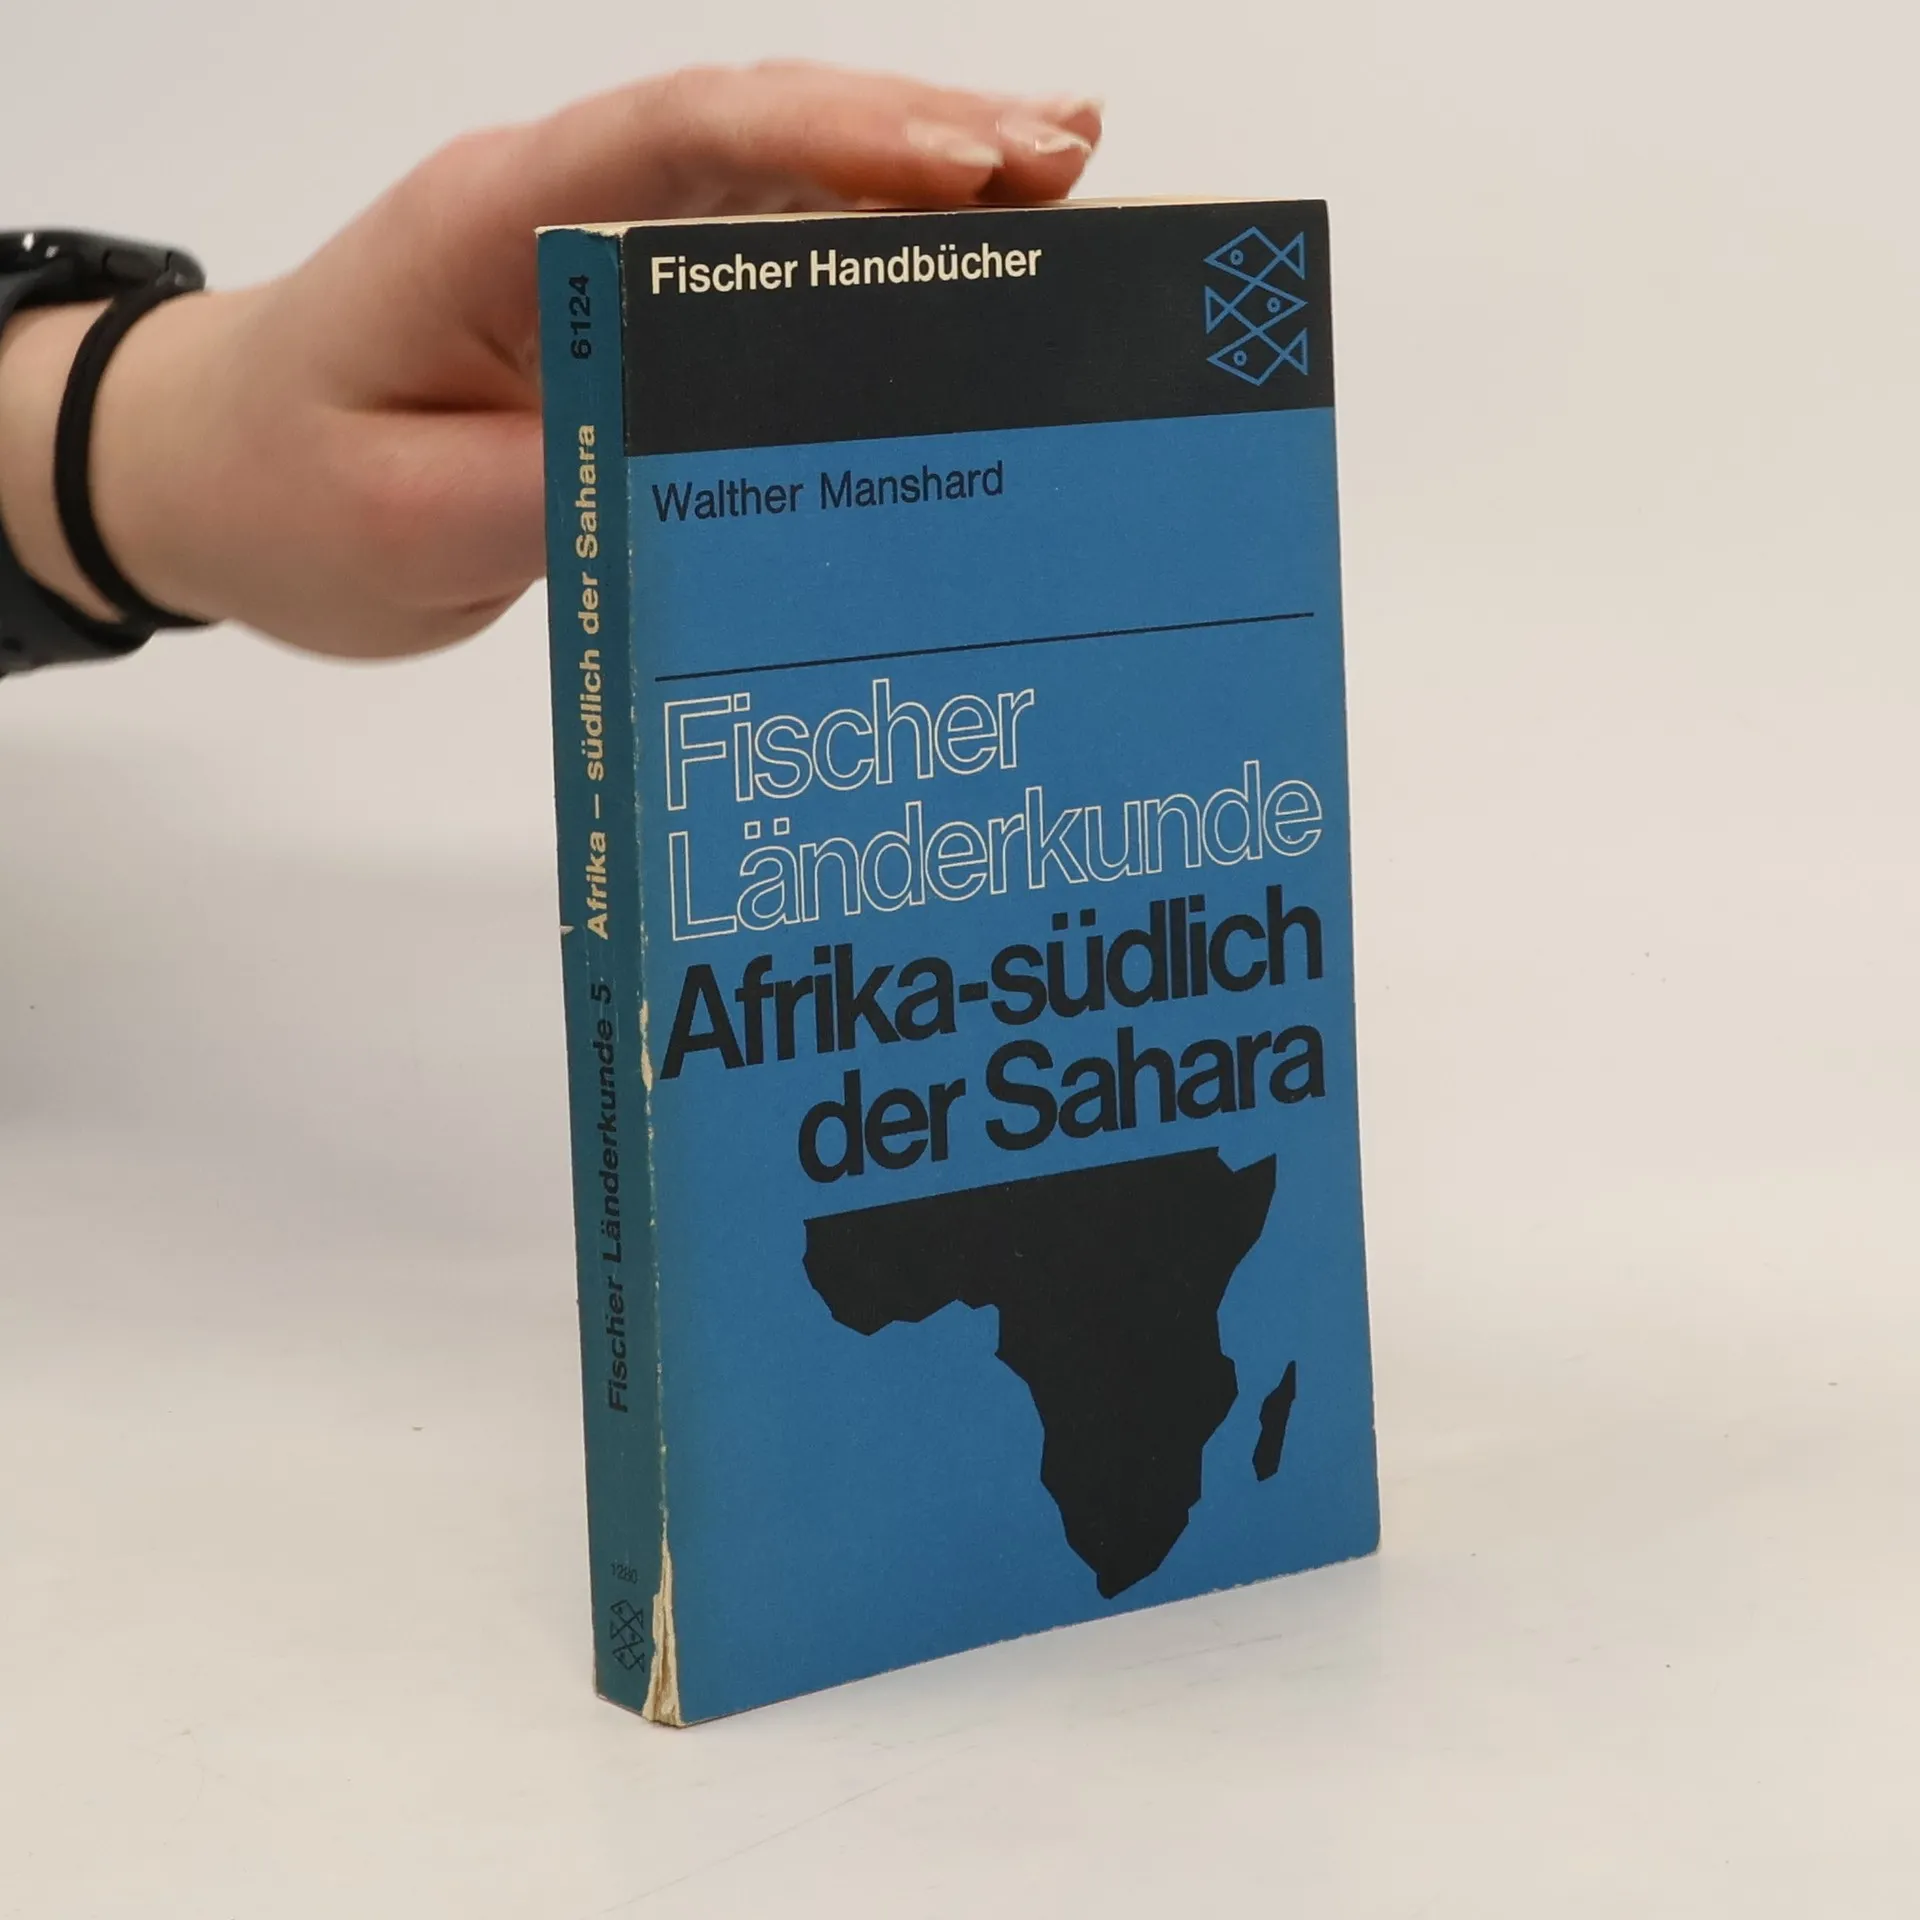 Fischer Handbücher
Walther Manshard
Fischer
Länderkunde
Afrika-südlich
der Sahara
Fischer Länderkunde 5 Afrika – südlich der Sahara 6124
1280